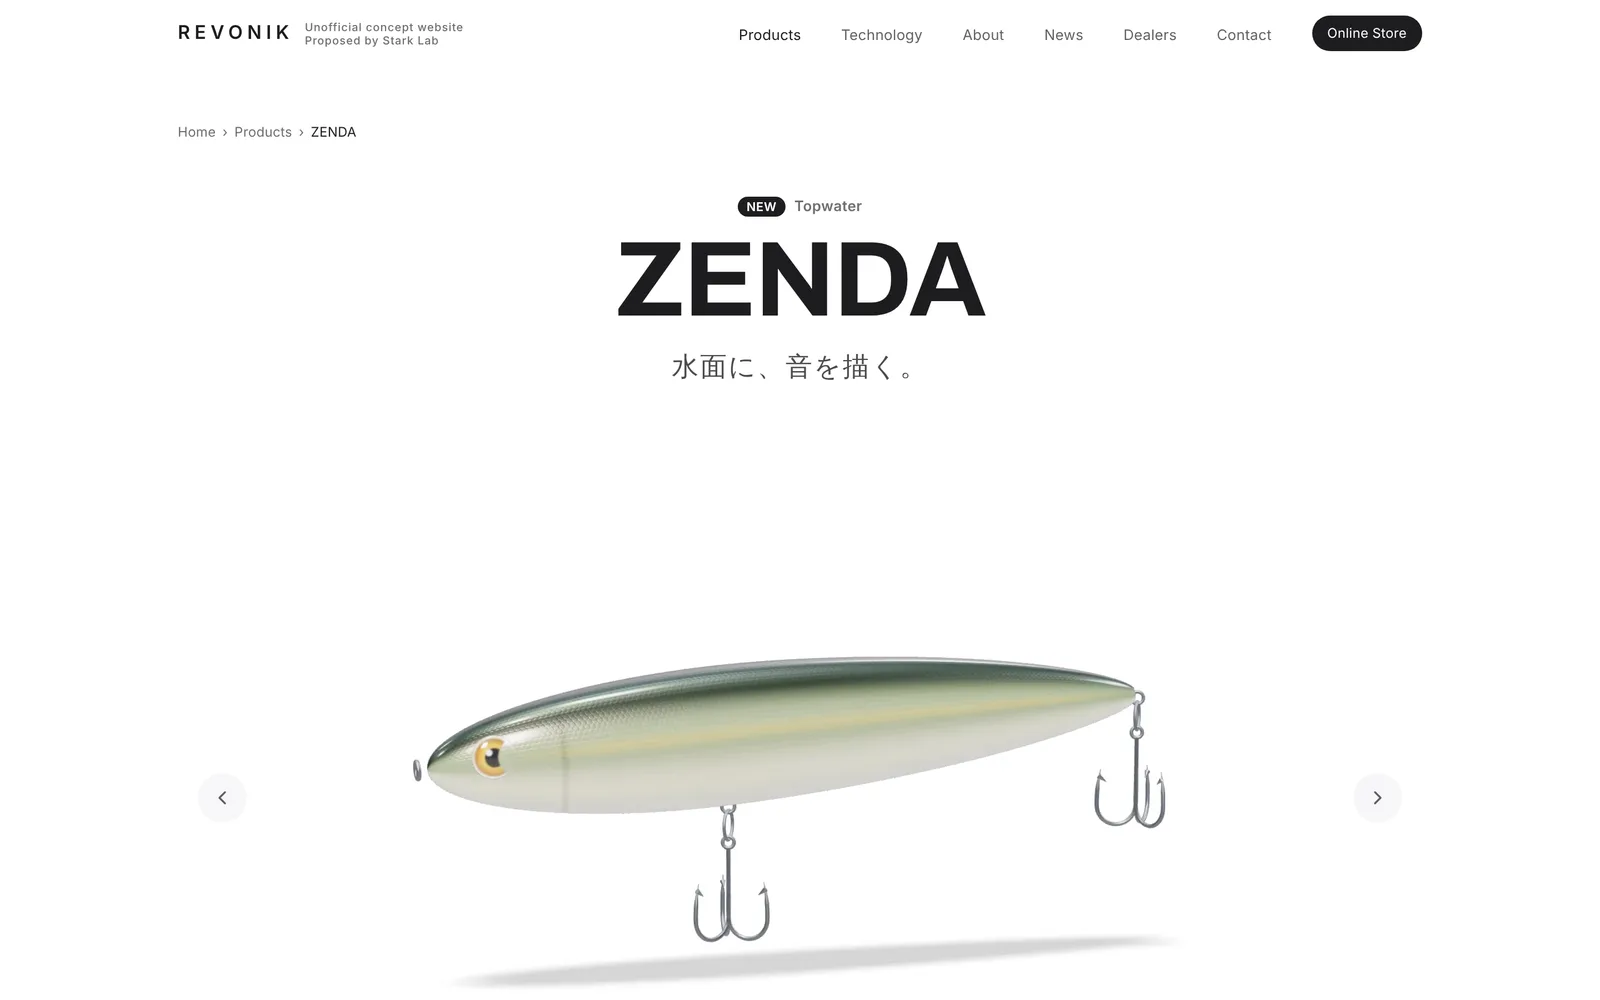 REVONIK
Unofficial concept website
Proposed by Stark Lab
Products
Technology
About
News
Dealers
Contact
Online Store
Home › Products › ZENDA
NEW Topwater
ZENDA
水面に、音を描く。